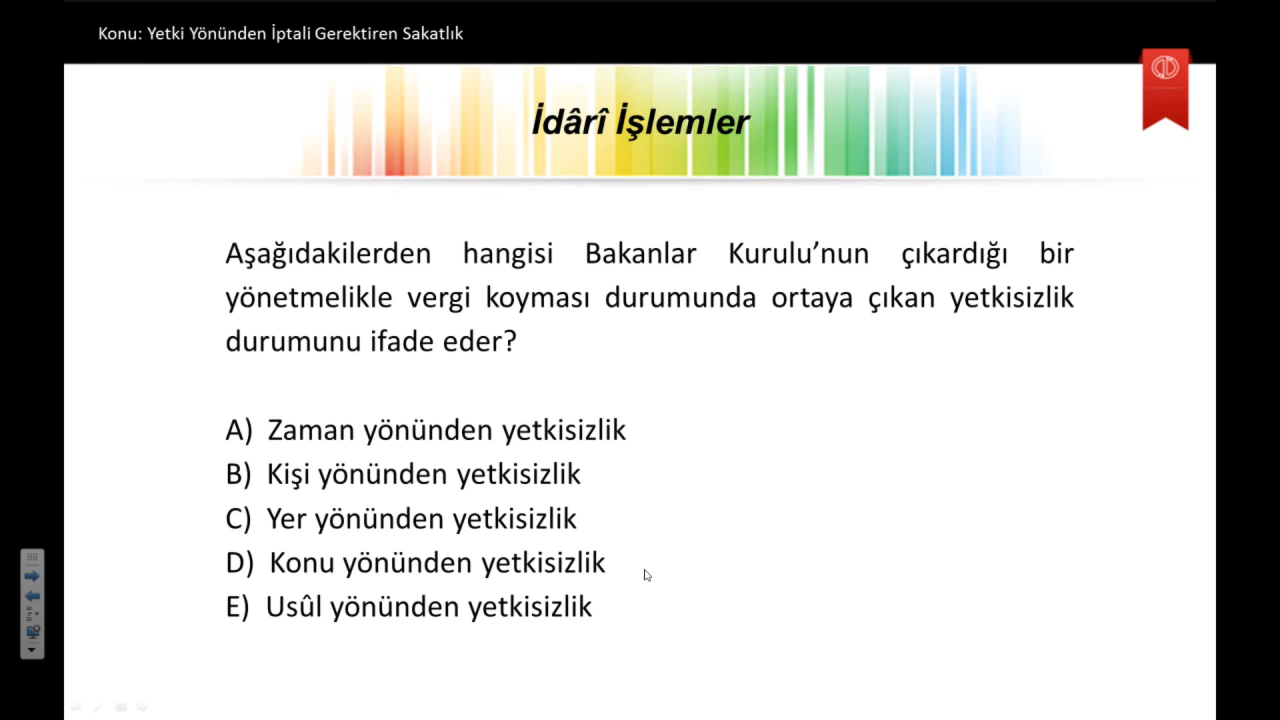 Konu: Yetki Yönünden İptali Gerektiren Sakatlık
İdârî İşlemler
Aşağıdakilerden hangisi Bakanlar Kurulu’nun çıkardığı bir
yönetmelikle vergi koyması durumunda ortaya çıkan yetkisizlik
durumunu ifade eder?
A) Zaman yönünden yetkisizlik
B) Kişi yönünden yetkisizlik
C) Yer yönünden yetkisizlik
D) Konu yönünden yetkisizlik
E) Usûl yönünden yetkisizlik